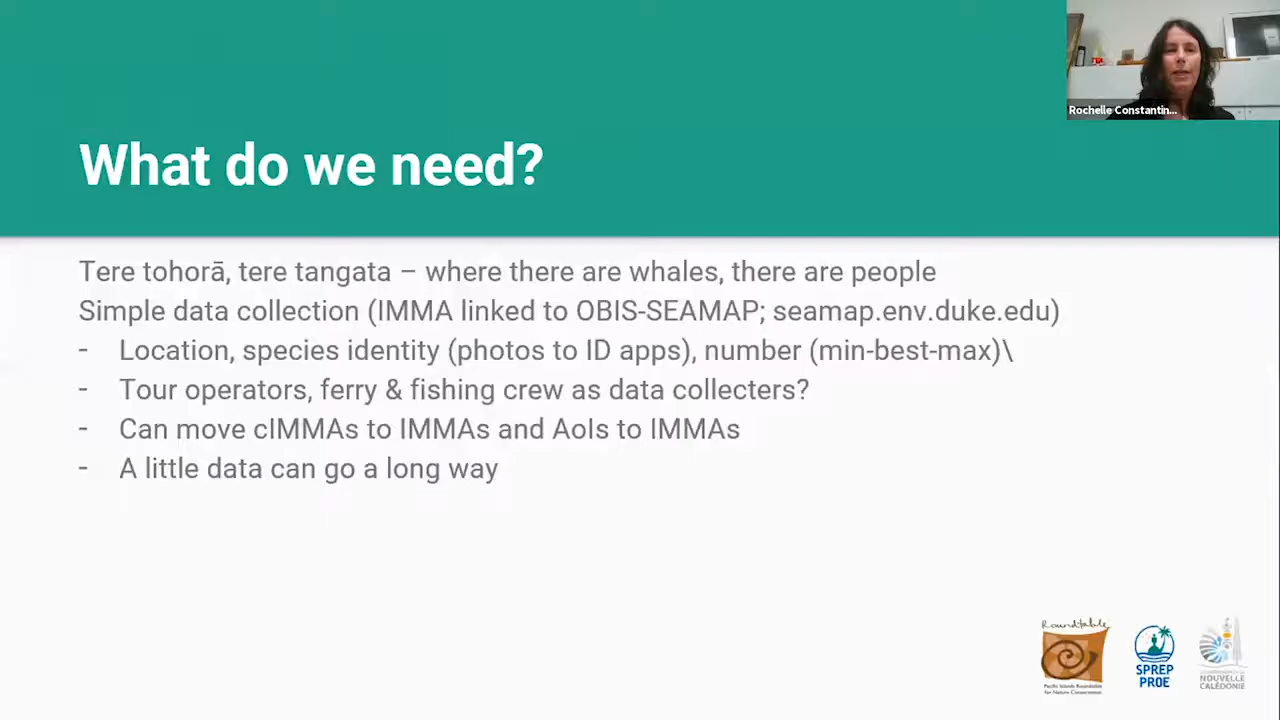 Rochelle Constantin...
What do we need?
Tere tohorā, tere tangata – where there are whales, there are people
Simple data collection (IMMA linked to OBIS-SEAMAP; seamap.env.duke.edu)
- Location, species identity (photos to ID apps), number (min-best-max)\
- Tour operators, ferry & fishing crew as data collecters?
- Can move cIMMAs to IMMAs and AoIs to IMMAs
- A little data can go a long way
Roundtable
Pacific Islands Roundtable
for Nature Conservation
SPREP
PROE
NOUVELLE
CALÉDONIE